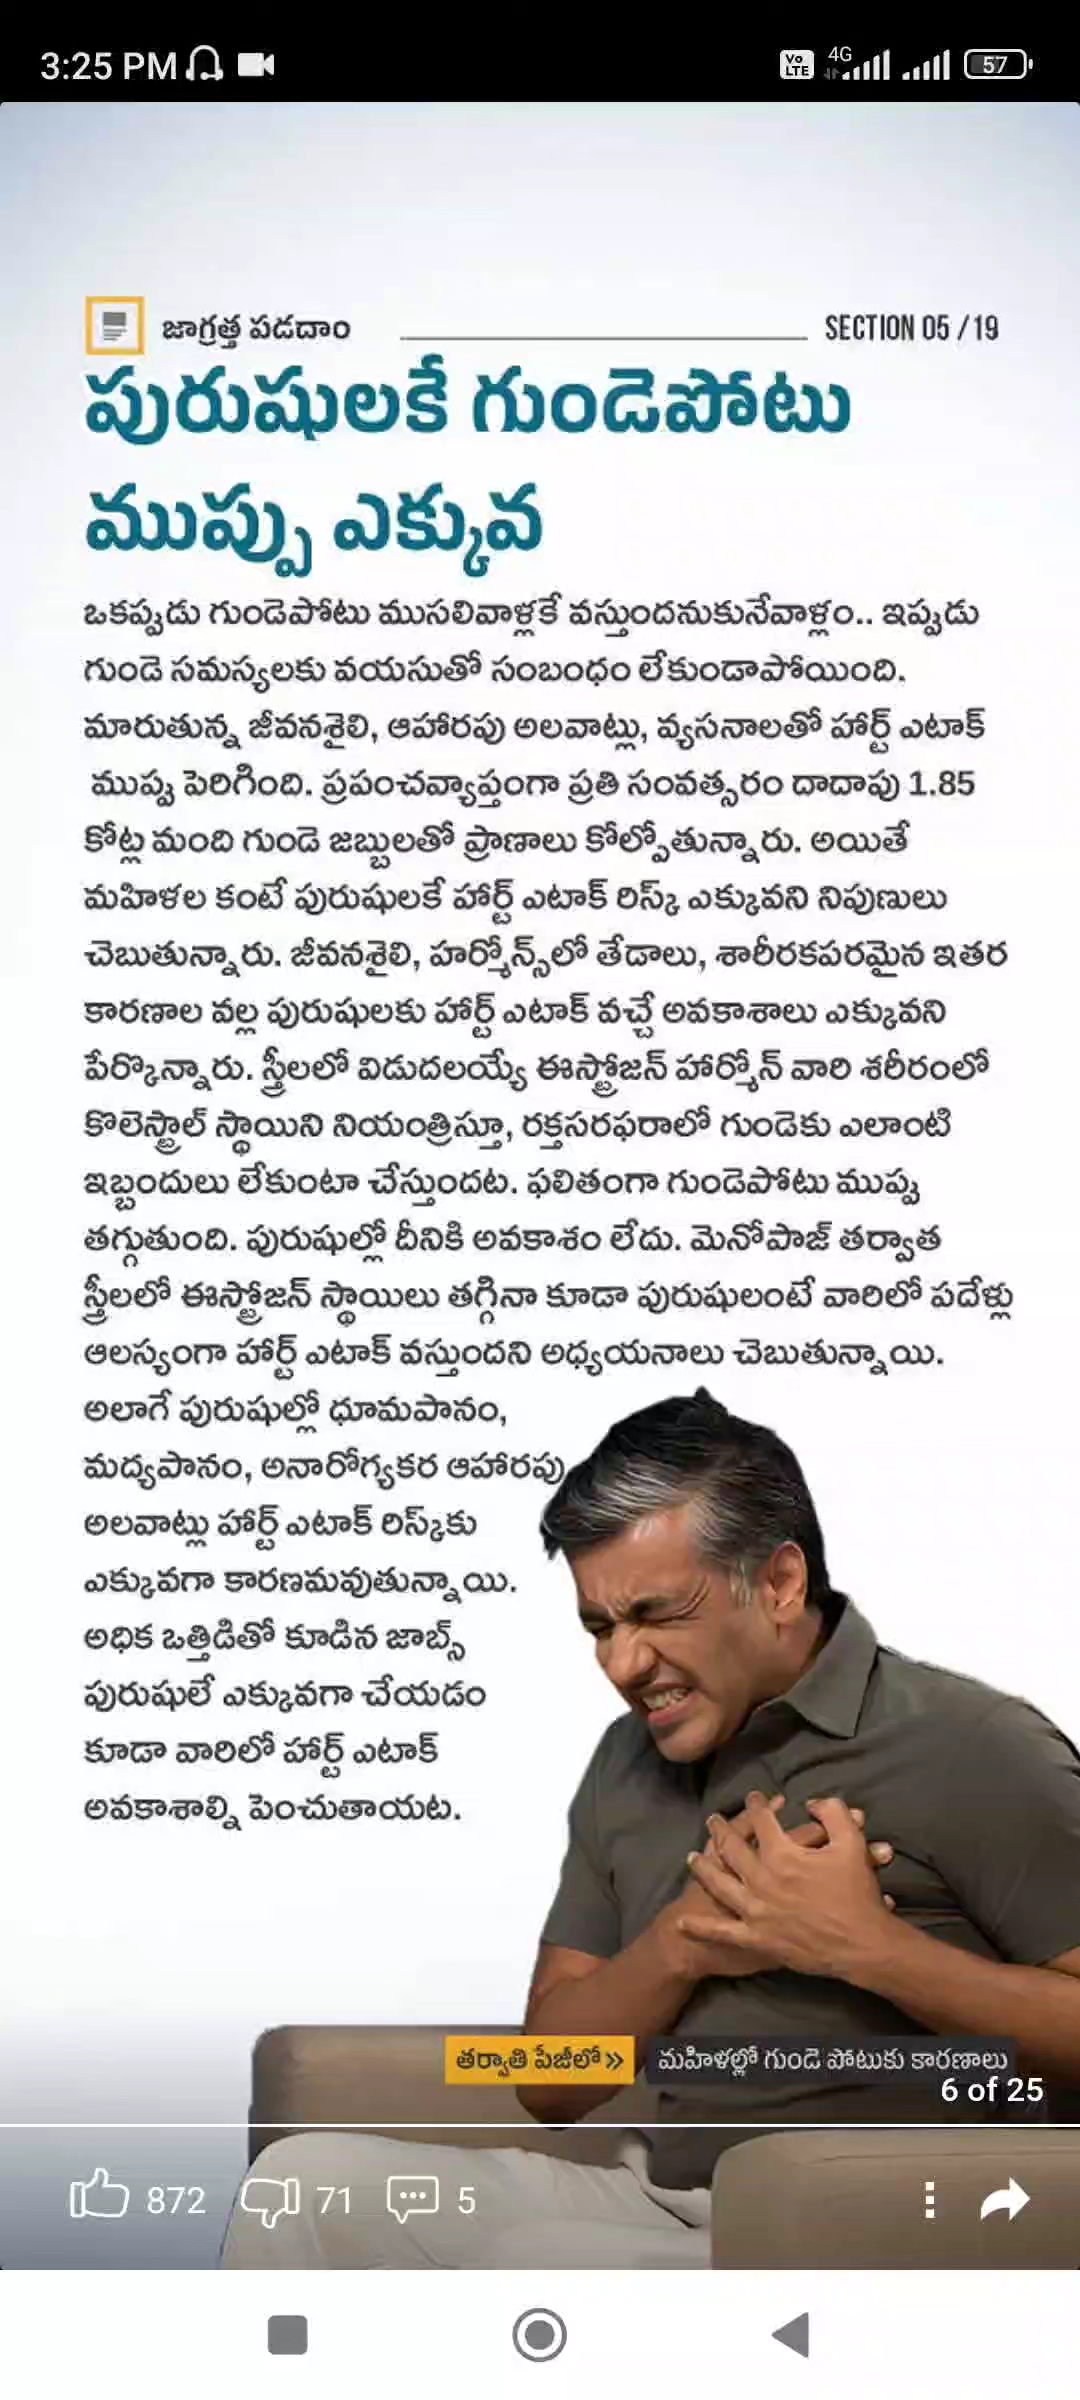 3:25 PM
Vo LTE 4G 57
జాగ్రత్త పడదాం
SECTION 05 / 19
పురుషులకే గుండెపోటు
ముప్పు ఎక్కువ
ఒకప్పుడు గుండెపోటు ముసలివాళ్లకే వస్తుందనుకునేవాళ్లం.. ఇప్పుడు
గుండె సమస్యలకు వయసుతో సంబంధం లేకుండాపోయింది.
మారుతున్న జీవనశైలి, ఆహారపు అలవాట్లు, వ్యసనాలతో హార్ట్ ఎటాక్
ముప్పు పెరిగింది. ప్రపంచవ్యాప్తంగా ప్రతి సంవత్సరం దాదాపు 1.85
కోట్ల మంది గుండె జబ్బులతో ప్రాణాలు కోల్పోతున్నారు. అయితే
మహిళల కంటే పురుషులకే హార్ట్ ఎటాక్ రిస్క్ ఎక్కువని నిపుణులు
చెబుతున్నారు. జీవనశైలి, హర్మోన్స్‌లో తేడాలు, శారీరకపరమైన ఇతర
కారణాల వల్ల పురుషులకు హార్ట్ ఎటాక్ వచ్చే అవకాశాలు ఎక్కువని
పేర్కొన్నారు. స్త్రీలలో విడుదలయ్యే ఈస్ట్రోజన్ హార్మోన్ వారి శరీరంలో
కొలెస్ట్రాల్ స్థాయిని నియంత్రిస్తూ, రక్తసరఫరాలో గుండెకు ఎలాంటి
ఇబ్బందులు లేకుంటా చేస్తుందట. ఫలితంగా గుండెపోటు ముప్పు
తగ్గుతుంది. పురుషుల్లో దీనికి అవకాశం లేదు. మెనోపాజ్ తర్వాత
స్త్రీలలో ఈస్ట్రోజన్ స్థాయిలు తగ్గినా కూడా పురుషులంటే వారిలో పదేళ్లు
ఆలస్యంగా హార్ట్ ఎటాక్ వస్తుందని అధ్యయనాలు చెబుతున్నాయి.
అలాగే పురుషుల్లో ధూమపానం,
మద్యపానం, అనారోగ్యకర ఆహారపు
అలవాట్లు హార్ట్ ఎటాక్ రిస్క్‌కు
ఎక్కువగా కారణమవుతున్నాయి.
అధిక ఒత్తిడితో కూడిన జాబ్స్
పురుషులే ఎక్కువగా చేయడం
కూడా వారిలో హార్ట్ ఎటాక్
అవకాశాల్ని పెంచుతాయట.
తర్వాతి పేజీలో » మహిళల్లో గుండె పోటుకు కారణాలు
6 of 25
872 71 5